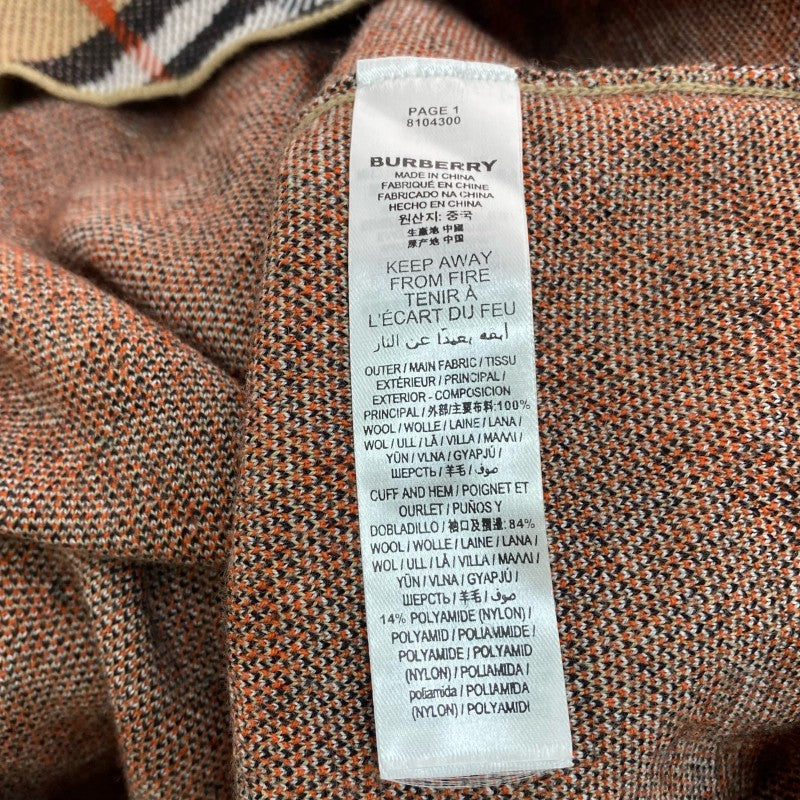 PAGE 1
8104300
BURBERRY
MADE IN CHINA
FABRIQUÉ EN CHINE
FABRICADO NA CHINA
HECHO EN CHINA
원산지: 중국
生產地 中國
原产地 中国
KEEP AWAY
FROM FIRE
TENIR À
L'ÉCART DU FEU
أبقه بعيدًا عن النار
OUTER / MAIN FABRIC / TISSU
EXTÉRIEUR / PRINCIPAL /
EXTERIOR - COMPOSICION
PRINCIPAL / 外部/主要布料:100%
WOOL / WOLLE / LAINE / LANA /
WOL / ULL / LÃ / VILLA / ΜΑΛΛΙ /
YÜN / VLNA / GYAPJÚ /
ШЕРСТЬ / 羊毛 / صوف
CUFF AND HEM / POIGNET ET
OURLET / PUÑOS Y
DOBLADILLO / 袖口及腰邊: 84%
WOOL / WOLLE / LAINE / LANA /
WOL / ULL / LÃ / VILLA / ΜΑΛΛΙ /
YÜN / VLNA / GYAPJÚ /
ШЕРСТЬ / 羊毛 / صوف
14% POLYAMIDE (NYLON) /
POLYAMID / POLIAMMIDE /
POLYAMIDE / POLYAMIDE
(NYLON) / POLIAMIDA /
poliamida / POLIAMIDA
(NYLON) / POLYAMIDI